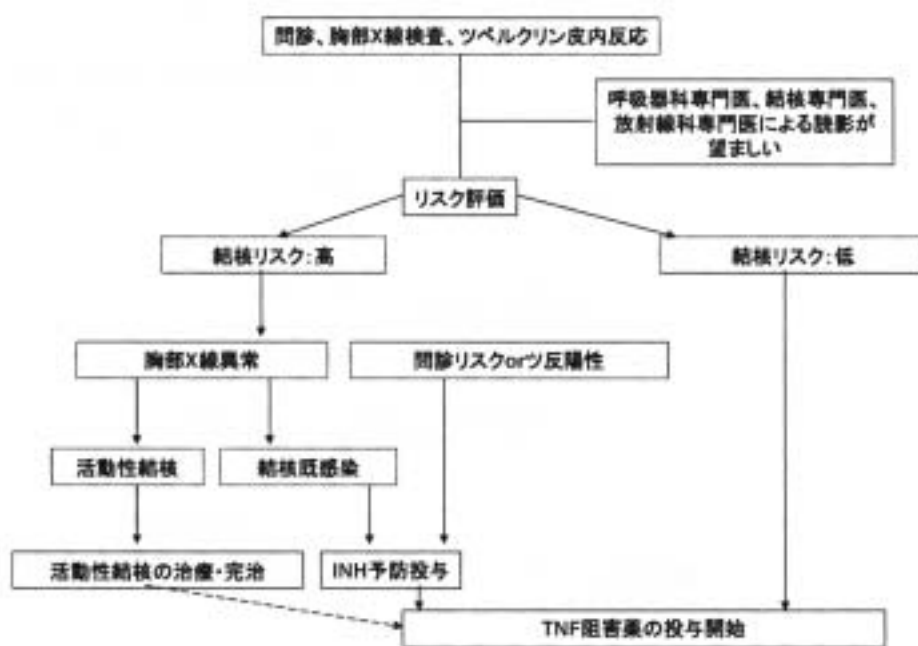 問診、胸部X線検査、ツベルクリン皮内反応
呼吸器科専門医、結核専門医、
放射線科専門医による読影が
望ましい
リスク評価
結核リスク：高
結核リスク：低
胸部X線異常
問診リスクorツ反陽性
活動性結核
結核既感染
活動性結核の治療・完治
INH予防投与
TNF阻害薬の投与開始